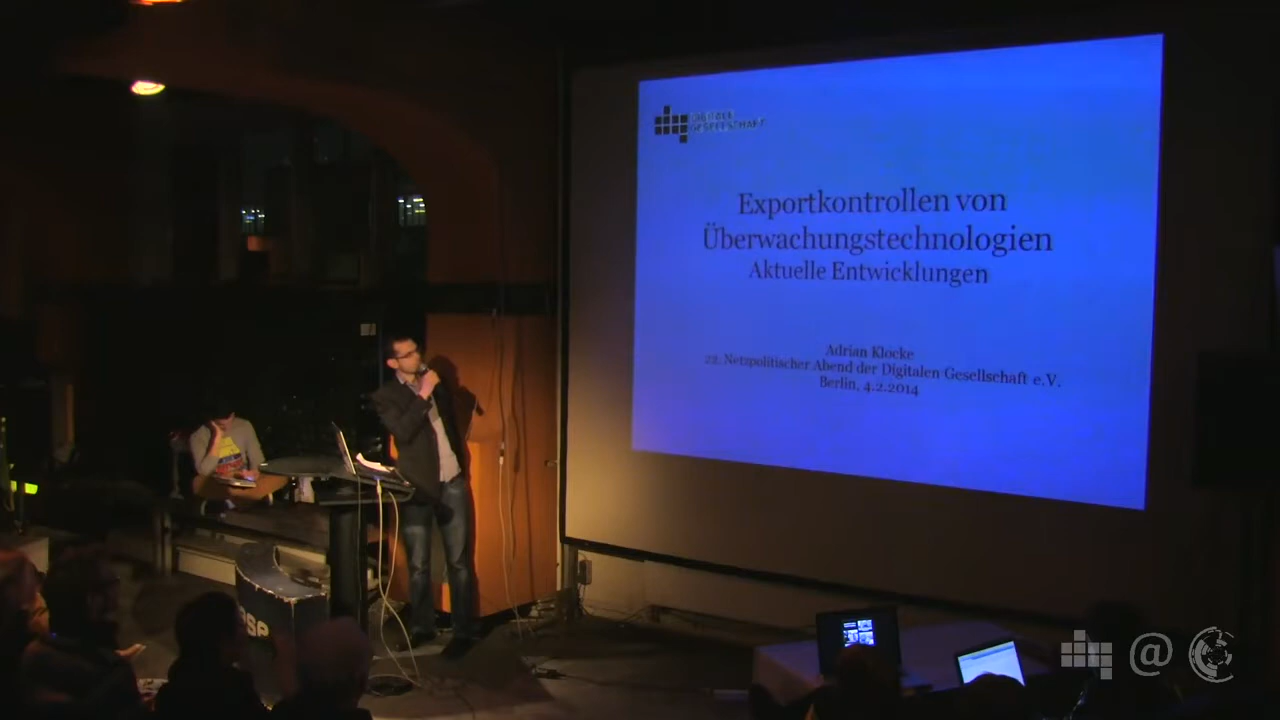 DIGITALE
GESELLSCHAFT
Exportkontrollen von
Überwachungstechnologien
Aktuelle Entwicklungen
Adrian Klocke
22. Netzpolitischer Abend der Digitalen Gesellschaft e.V.
Berlin, 4.2.2014
@